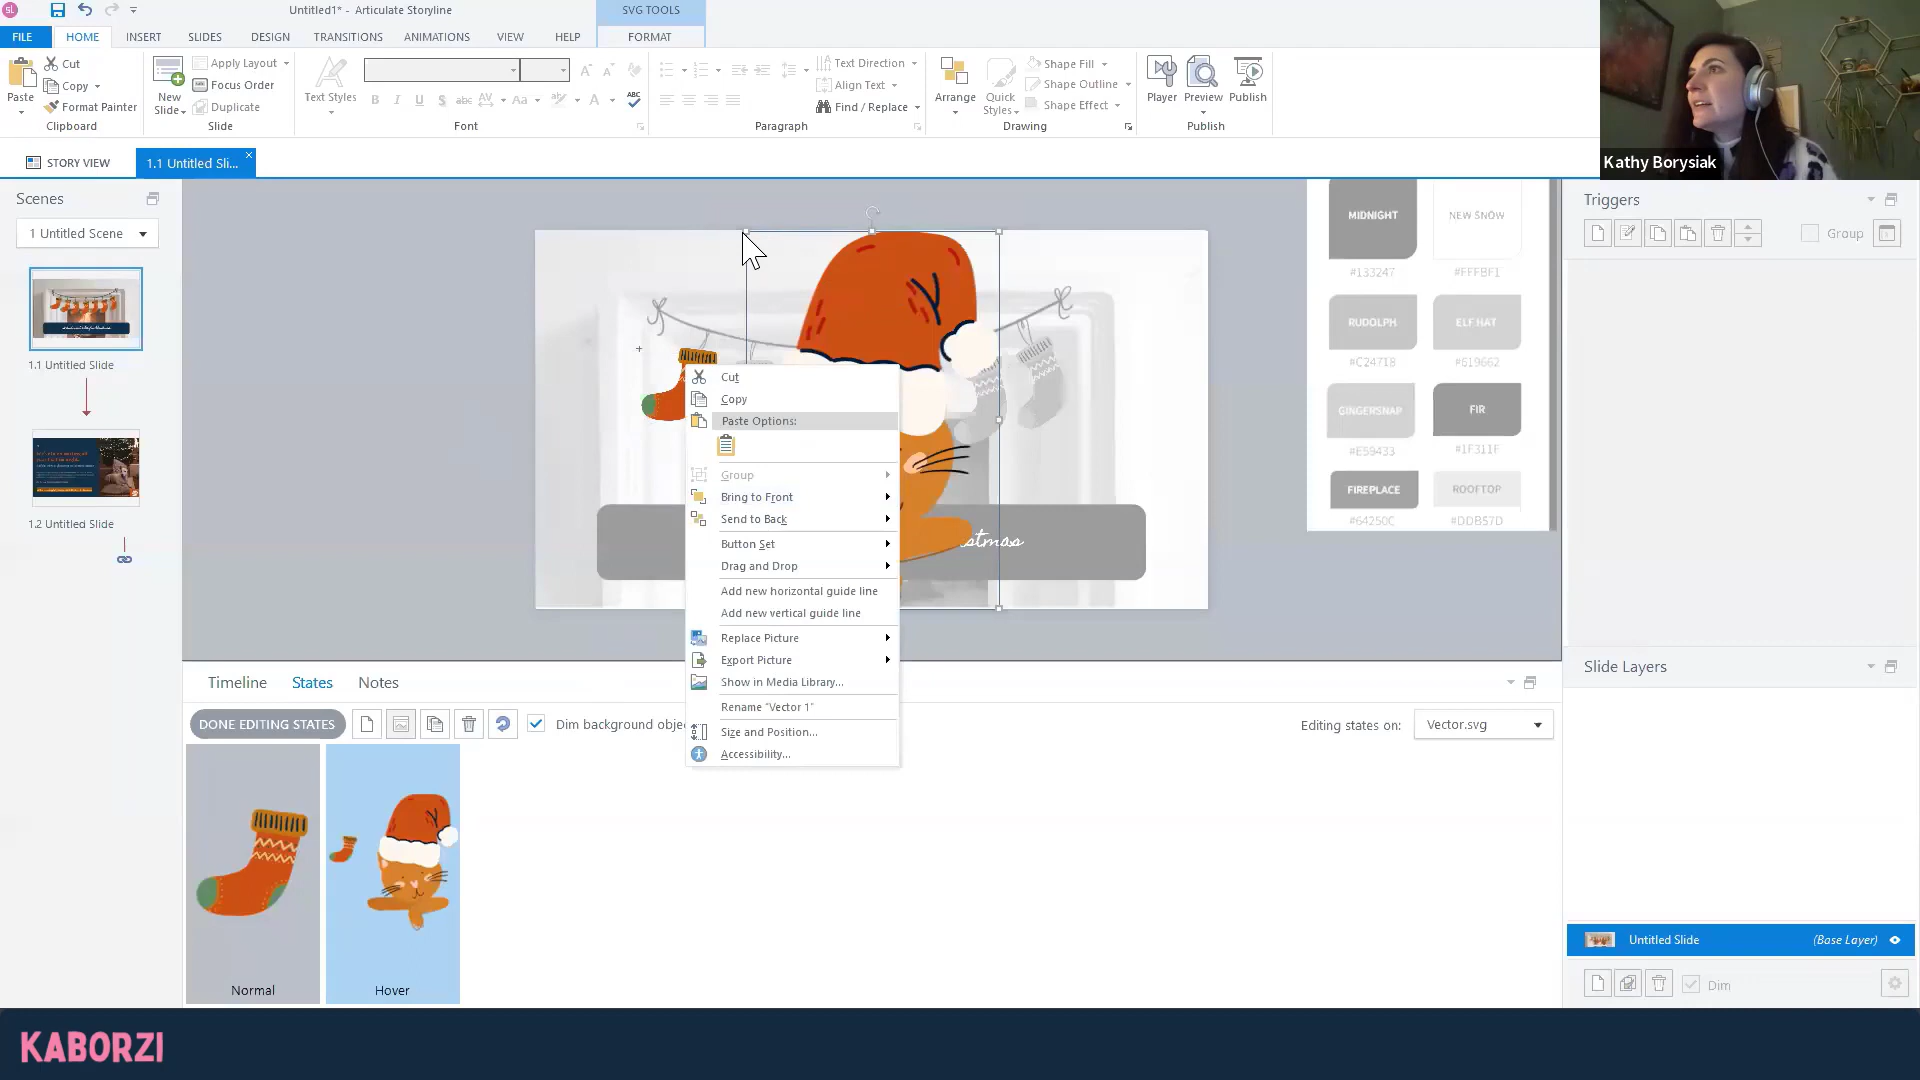 Untitled1* - Articulate Storyline
SVG TOOLS
FILE
HOME
INSERT
SLIDES
DESIGN
TRANSITIONS
ANIMATIONS
VIEW
HELP
FORMAT
Paste
Cut
Copy
Format Painter
Clipboard
New
Slide
Apply Layout
Focus Order
Duplicate
Slide
Text Styles
B
I
U
S
abc
AV
Aa
A
ABC
Font
Text Direction
Align Text
Find / Replace
Paragraph
Arrange
Quick
Styles
Shape Fill
Shape Outline
Shape Effect
Drawing
Player
Preview
Publish
Publish
Kathy Borysiak
STORY VIEW
1.1 Untitled Sli...
Scenes
1 Untitled Scene
1.1 Untitled Slide
1.2 Untitled Slide
MIDNIGHT
NEW SNOW
#133247
#FFFBF1
RUDOLPH
ELF HAT
#C24718
#619662
GINGERSNAP
FIR
#E59433
#1F311F
FIREPLACE
ROOFTOP
#64250C
#DDB57D
Cut
Copy
Paste Options:
Group
Bring to Front
Send to Back
Button Set
Drag and Drop
Add new horizontal guide line
Add new vertical guide line
Replace Picture
Export Picture
Show in Media Library...
Rename "Vector 1"
Size and Position...
Accessibility...
Triggers
Group
Slide Layers
Untitled Slide
(Base Layer)
Dim
Timeline
States
Notes
DONE EDITING STATES
Dim background objec
Editing states on:
Vector.svg
Normal
Hover
KABORZI